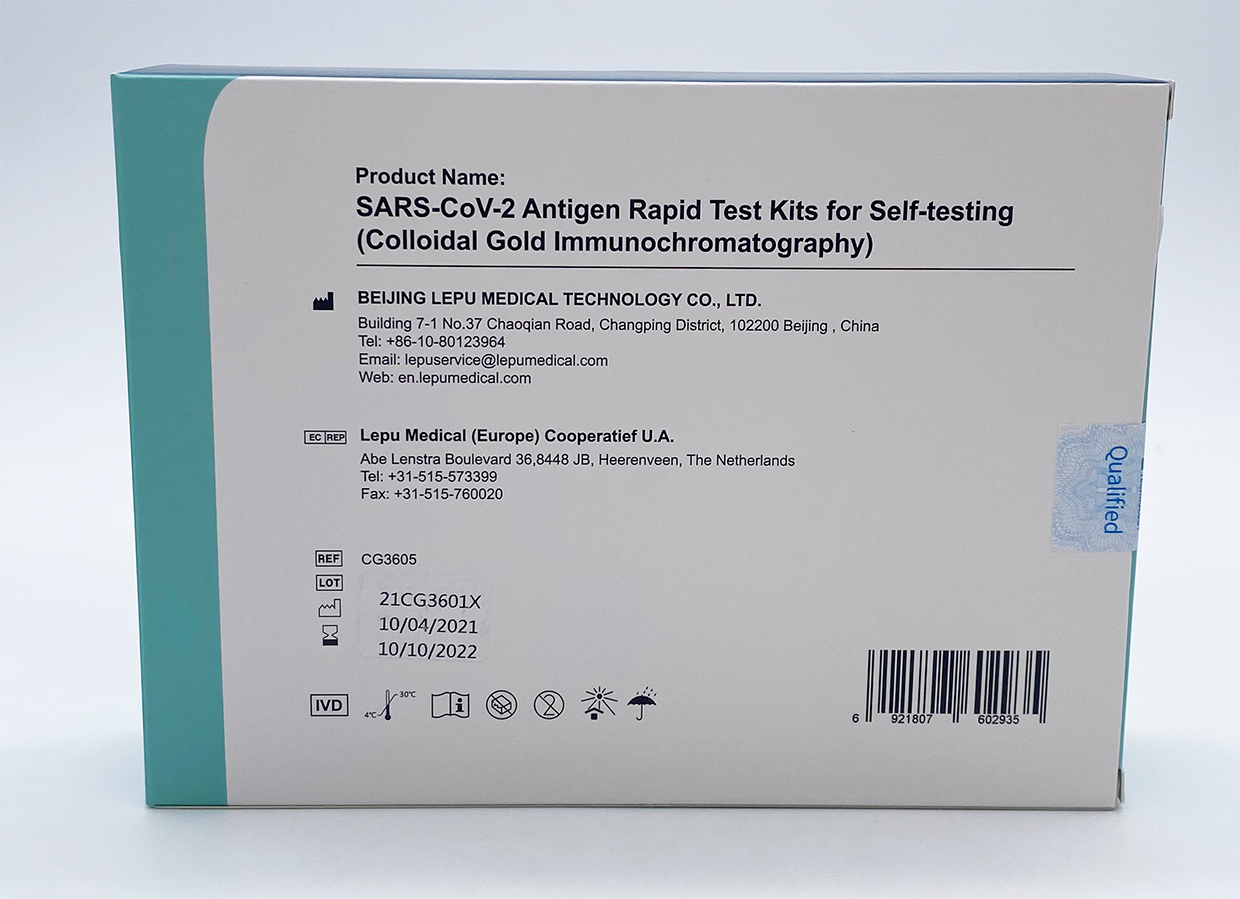 Product Name:
SARS-CoV-2 Antigen Rapid Test Kits for Self-testing
(Colloidal Gold Immunochromatography)
BEIJING LEPU MEDICAL TECHNOLOGY CO., LTD.
Building 7-1 No.37 Chaoqian Road, Changping District, 102200 Beijing , China
Tel: +86-10-80123964
Email: lepuservice@lepumedical.com
Web: en.lepumedical.com
EC REP Lepu Medical (Europe) Cooperatief U.A.
Abe Lenstra Boulevard 36,8448 JB, Heerenveen, The Netherlands
Tel: +31-515-573399
Fax: +31-515-760020
Qualified
REF CG3605
LOT 21CG3601X
10/04/2021
10/10/2022
IVD 4°C 30°C 2
6 921807 602935